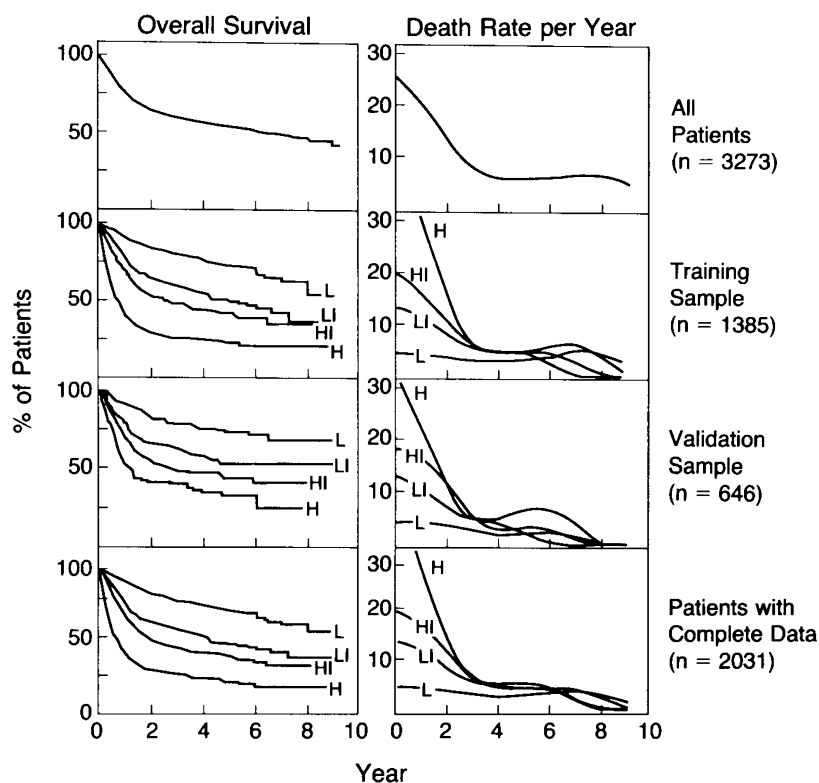 Overall Survival
Death Rate per Year
% of Patients
100
50
30
20
10
All
Patients
(n = 3273)
100
50
L
LI
HI
H
30
20
10
H
HI
LI
L
Training
Sample
(n = 1385)
100
50
L
LI
HI
H
30
20
10
H
HI
LI
L
Validation
Sample
(n = 646)
100
50
0
L
LI
HI
H
30
20
10
H
HI
LI
L
Patients with
Complete Data
(n = 2031)
0 2 4 6 8
0 2 4 6 8 10
Year